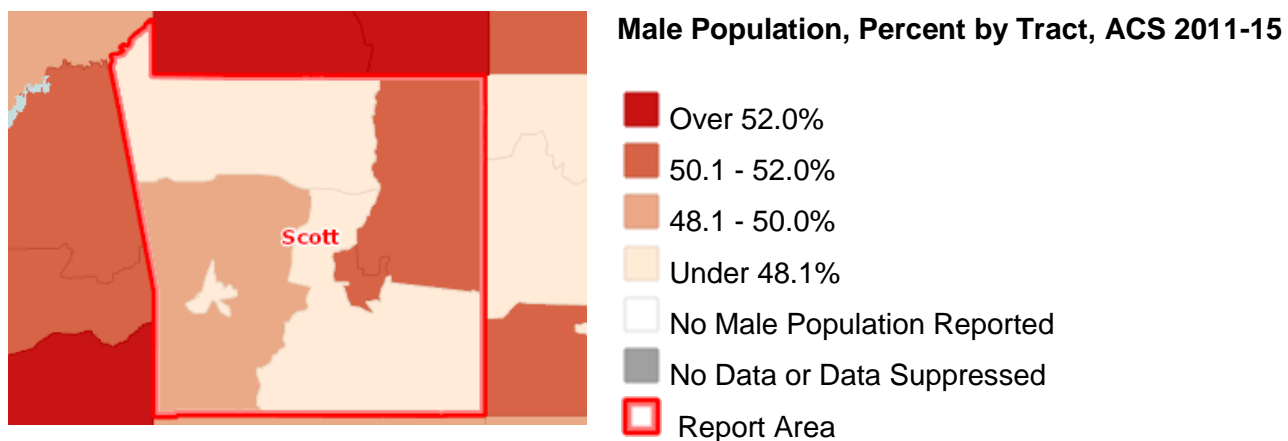 Male Population, Percent by Tract, ACS 2011-15
Over 52.0%
50.1 - 52.0%
48.1 - 50.0%
Scott
Under 48.1%
No Male Population Reported
No Data or Data Suppressed
Report Area